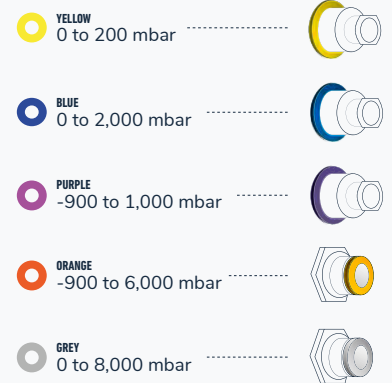 YELLOW
0 to 200 mbar
BLUE
0 to 2,000 mbar
PURPLE
-900 to 1,000 mbar
ORANGE
-900 to 6,000 mbar
GREY
0 to 8,000 mbar